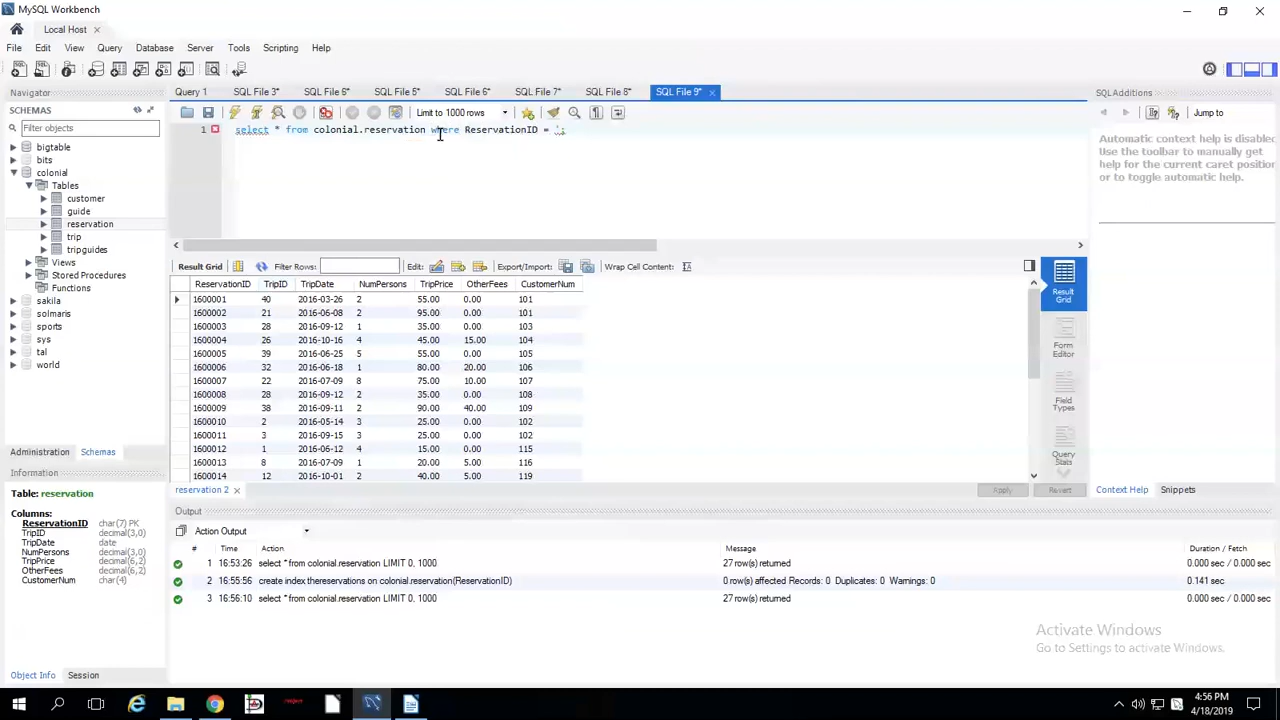 MySQL Workbench
Local Host
File Edit View Query Database Server Tools Scripting Help
Navigator
SCHEMAS
Filter objects
bigtable
bits
colonial
Tables
customer
guide
reservation
trip
tripguides
Views
Stored Procedures
Functions
sakila
solmaris
sports
sys
tal
world
Administration Schemas
Information
Table: reservation
Columns:
ReservationID char(7) PK
TripID decimal(3,0)
TripDate date
NumPersons decimal(3,0)
TripPrice decimal(6,2)
OtherFees decimal(6,2)
CustomerNum char(4)
Object Info Session
Query 1 SQL File 3* SQL File 6* SQL File 5* SQL File 6* SQL File 7* SQL File 8* SQL File 9*
Limit to 1000 rows
1 select * from colonial.reservation where ReservationID = ';
Result Grid Filter Rows: Edit: Export/Import: Wrap Cell Content:
ReservationID TripID TripDate NumPersons TripPrice OtherFees CustomerNum
1600001 40 2016-03-26 2 55.00 0.00 101
1600002 21 2016-06-08 2 95.00 0.00 101
1600003 28 2016-09-12 1 35.00 0.00 103
1600004 26 2016-10-16 4 45.00 15.00 104
1600005 39 2016-06-25 5 55.00 0.00 105
1600006 32 2016-06-18 1 80.00 20.00 106
1600007 22 2016-07-09 8 75.00 10.00 107
1600008 28 2016-09-12 2 35.00 0.00 108
1600009 38 2016-09-11 2 90.00 40.00 109
1600010 2 2016-05-14 3 25.00 0.00 102
1600011 3 2016-09-15 3 25.00 0.00 102
1600012 1 2016-06-12 4 15.00 0.00 115
1600013 8 2016-07-09 1 20.00 5.00 116
1600014 12 2016-10-01 2 40.00 5.00 119
Result Grid
Form Editor
Field Types
Query Stats
reservation 2
Apply Revert
SQL Additions
Jump to
Automatic context help is disabled.
Use the toolbar to manually get
help for the current caret position
or to toggle automatic help.
Context Help Snippets
Output
Action Output
# Time Action Message Duration / Fetch
1 16:53:26 select * from colonial.reservation LIMIT 0, 1000 27 row(s) returned 0.000 sec / 0.000 sec
2 16:55:56 create index thereservations on colonial.reservation(ReservationID) 0 row(s) affected Records: 0 Duplicates: 0 Warnings: 0 0.141 sec
3 16:56:10 select * from colonial.reservation LIMIT 0, 1000 27 row(s) returned 0.000 sec / 0.000 sec
Activate Windows
Go to Settings to activate Windows.
4:56 PM
4/18/2019